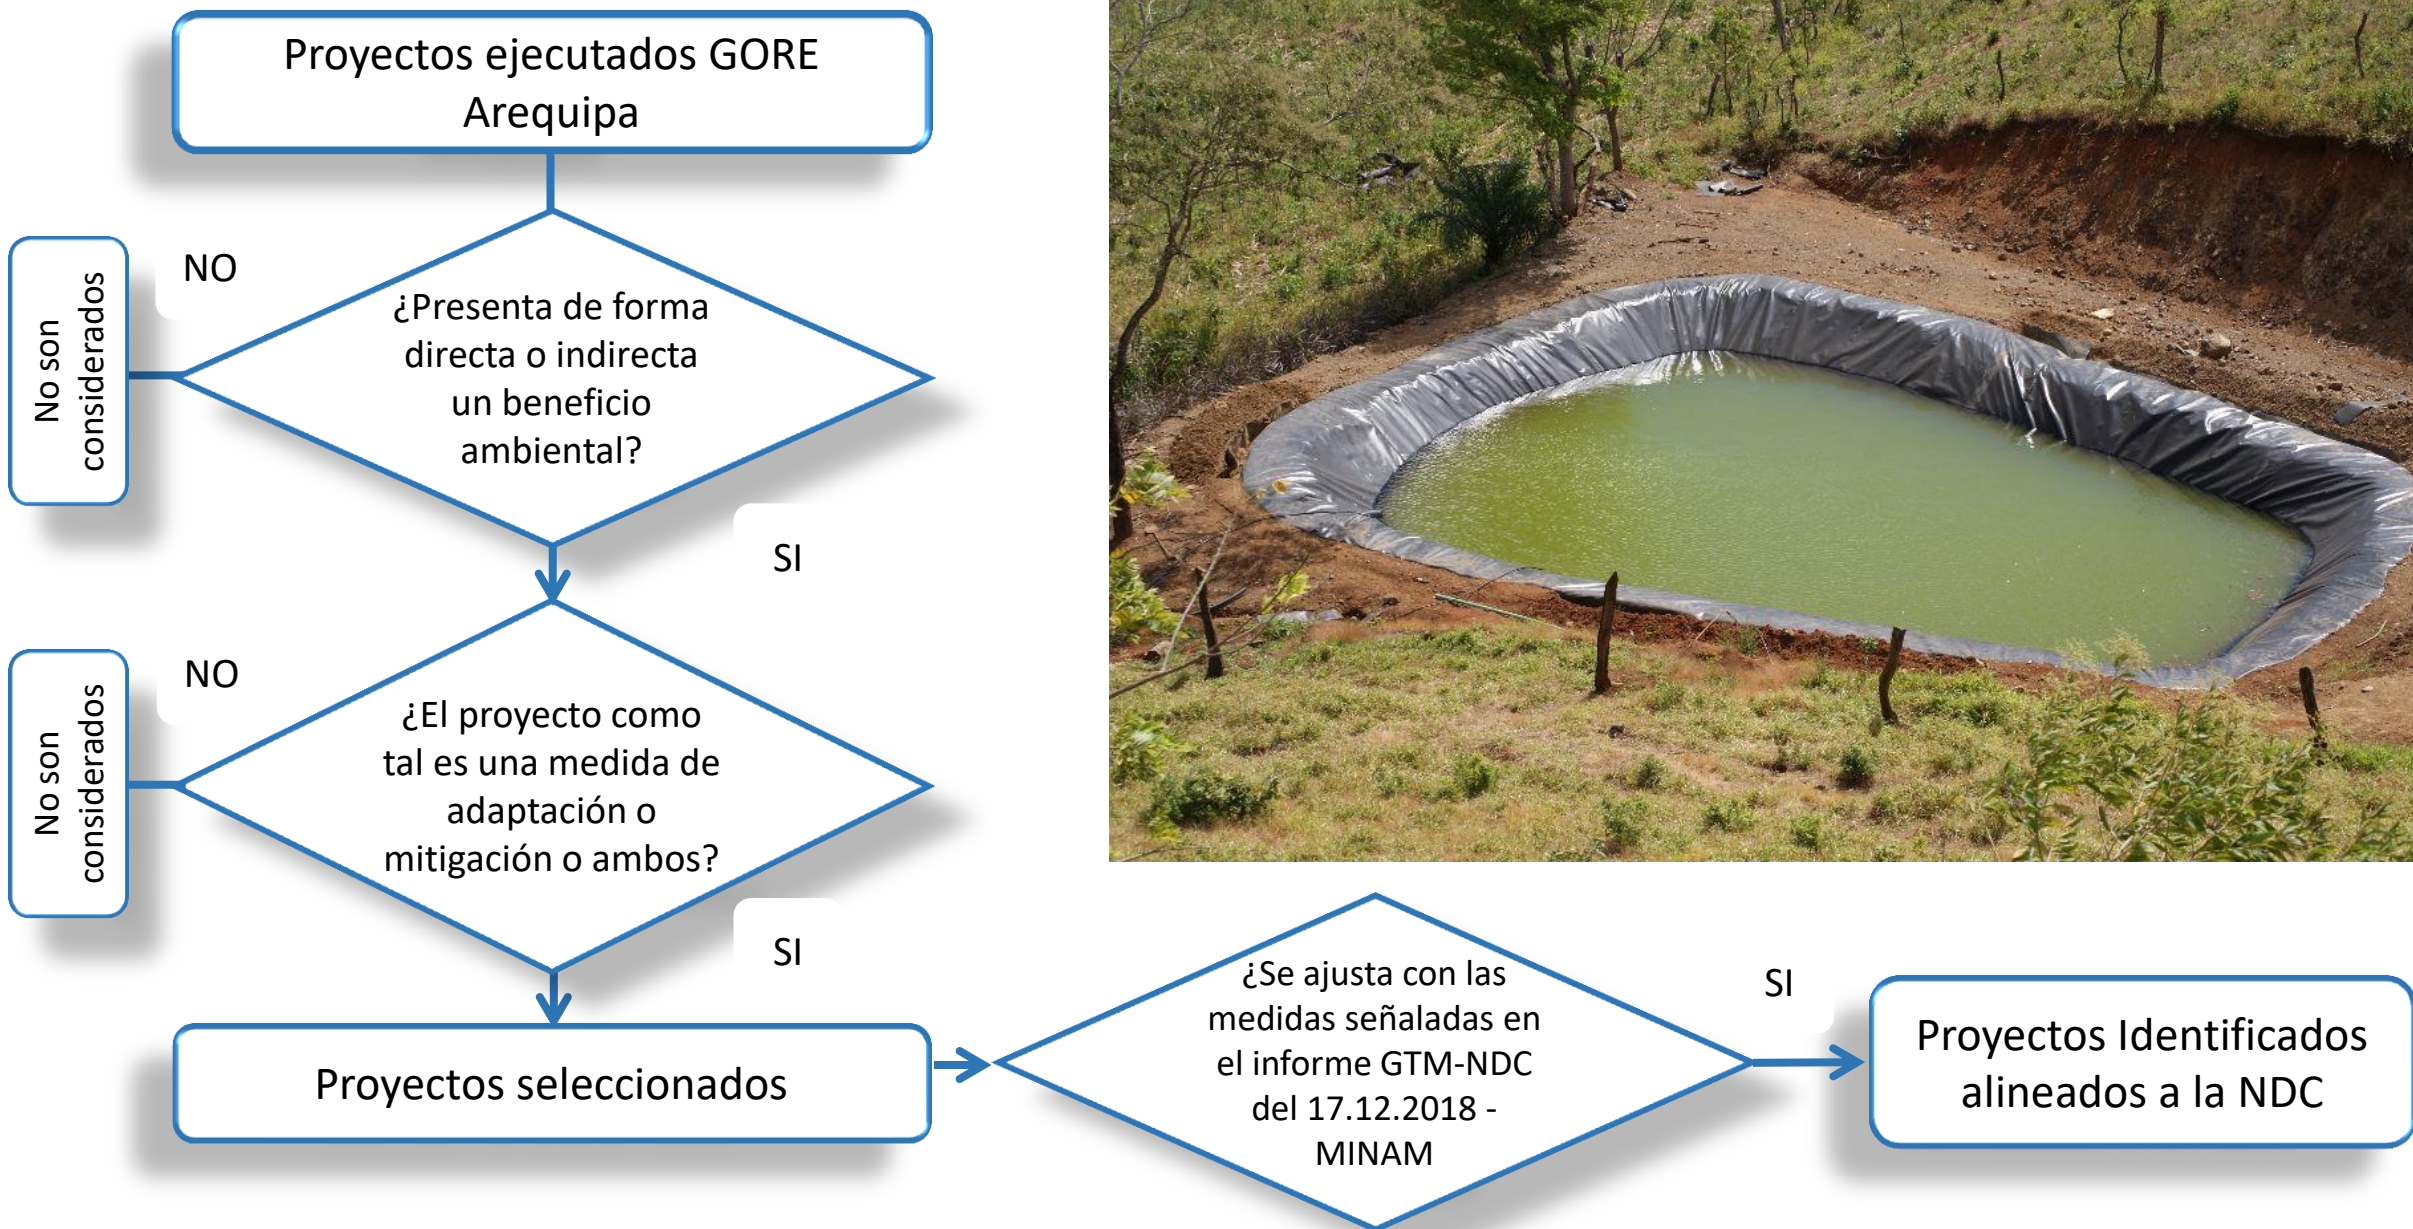 Proyectos ejecutados GORE
Arequipa
NO
No son
considerados
¿Presenta de forma
directa o indirecta
un beneficio
ambiental?
SI
NO
No son
considerados
¿El proyecto como
tal es una medida de
adaptación o
mitigación o ambos?
SI
Proyectos seleccionados
¿Se ajusta con las
medidas señaladas en
el informe GTM-NDC
del 17.12.2018 -
MINAM
SI
Proyectos Identificados
alineados a la NDC